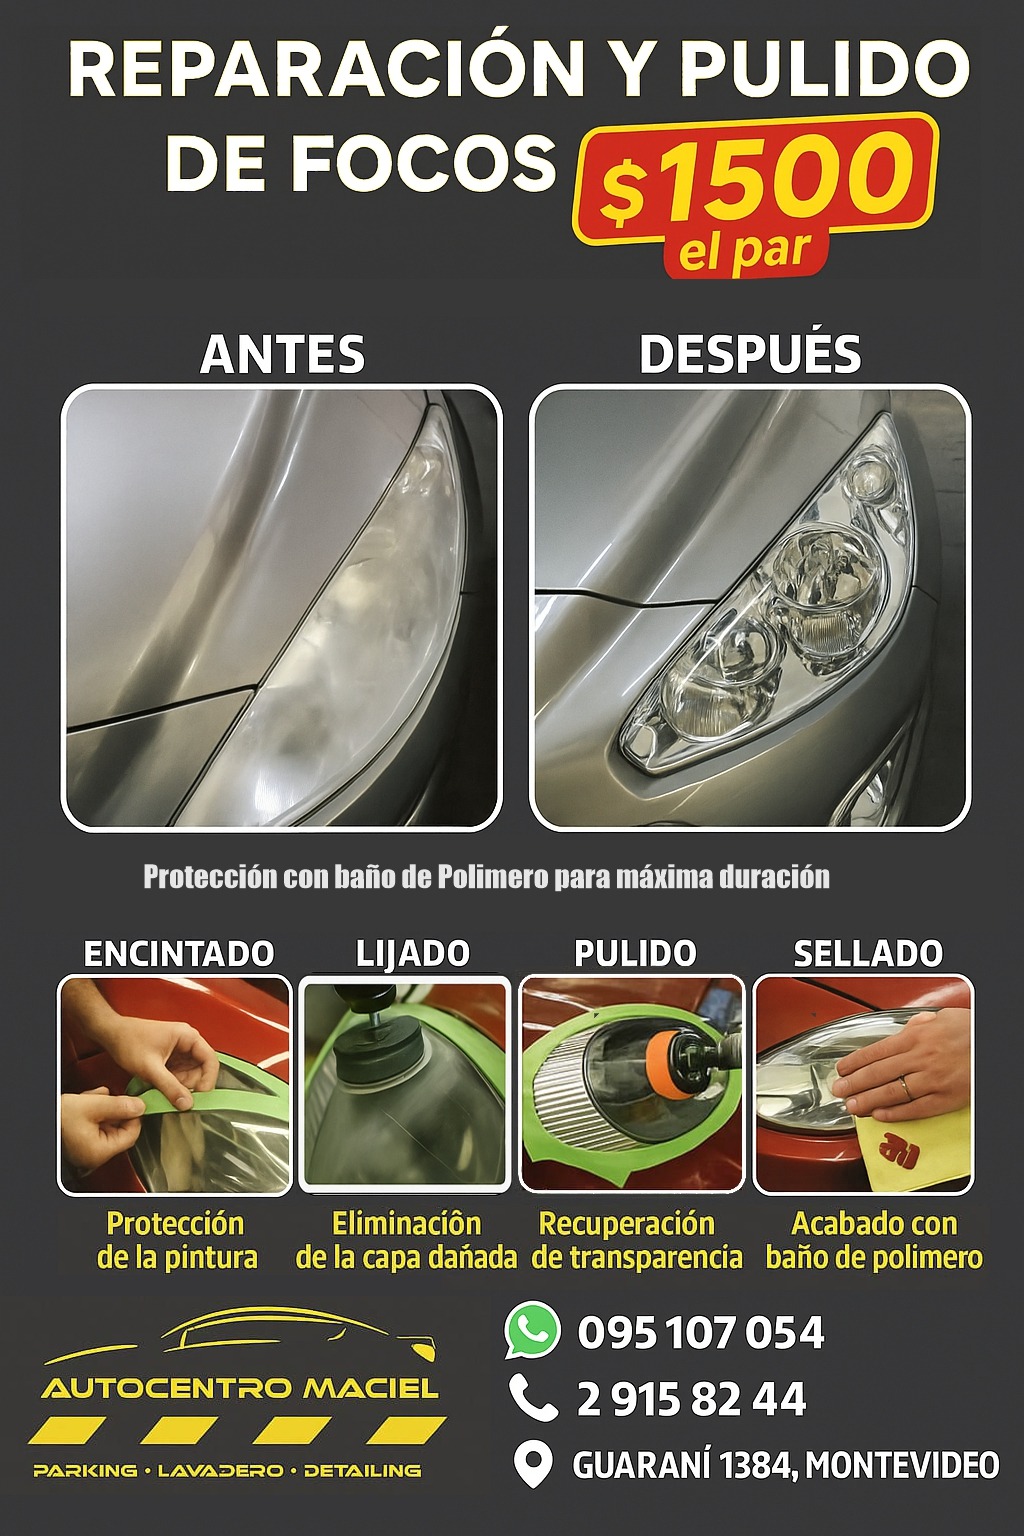 REPARACIÓN Y PULIDO
DE FOCOS
$1500
el par
ANTES
DESPUÉS
Protección con baño de Polimero para máxima duración
ENCINTADO
LIJADO
PULIDO
SELLADO
Protección
de la pintura
Eliminaciôn
de la capa dańada
Recuperación
de transparencia
Acabado con
baño de polimero
AUTOCENTRO MACIEL
PARKING • LAVADERO • DETAILING
095 107 054
2 915 82 44
GUARANÍ 1384, MONTEVIDEO